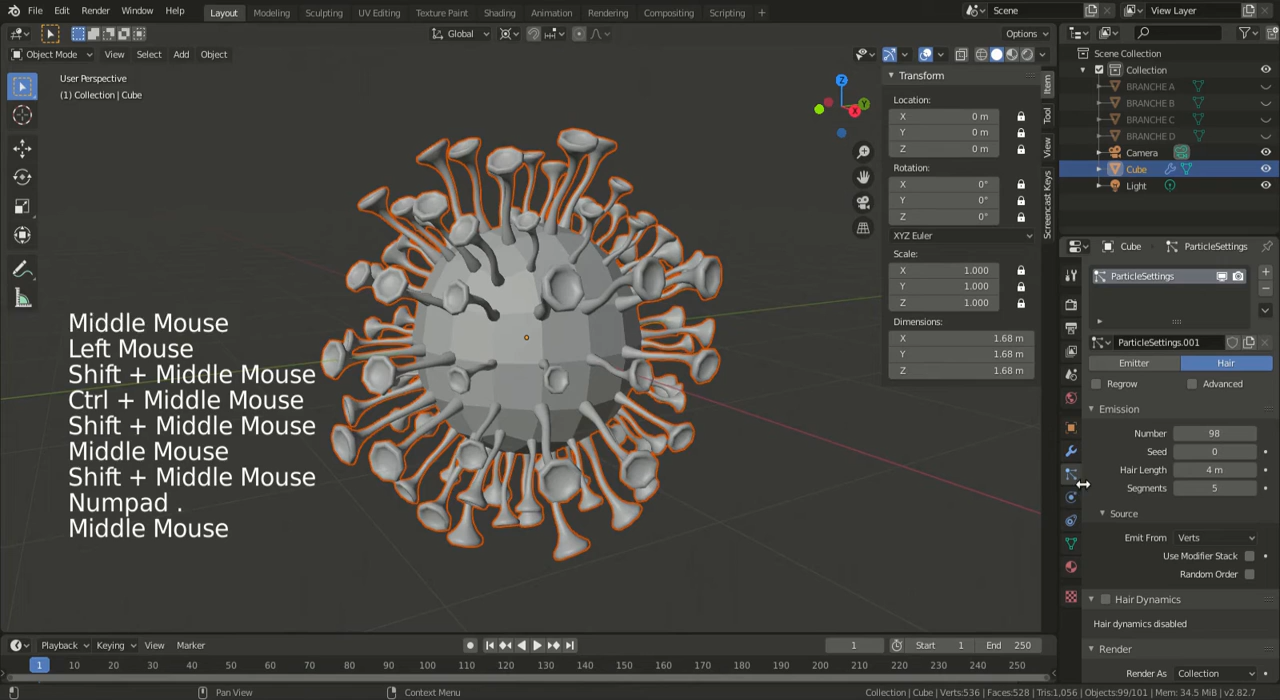 File Edit Render Window Help Layout Modeling Sculpting UV Editing Texture Paint Shading Animation Rendering Compositing Scripting + Scene View Layer
Global Options
Object Mode View Select Add Object
User Perspective
(1) Collection | Cube
Middle Mouse
Left Mouse
Shift + Middle Mouse
Ctrl + Middle Mouse
Shift + Middle Mouse
Middle Mouse
Shift + Middle Mouse
Numpad .
Middle Mouse
Z
Y
X
Transform
Location:
X 0 m
Y 0 m
Z 0 m
Rotation:
X 0°
Y 0°
Z 0°
XYZ Euler
Scale:
X 1.000
Y 1.000
Z 1.000
Dimensions:
X 1.68 m
Y 1.68 m
Z 1.68 m
Item
Tool
View
Screencast Keys
Scene Collection
Collection
BRANCHE A
BRANCHE B
BRANCHE C
BRANCHE D
Camera
Cube
Light
Cube ParticleSettings
ParticleSettings
ParticleSettings.001
Emitter Hair
Regrow Advanced
Emission
Number 98
Seed 0
Hair Length 4 m
Segments 5
Source
Emit From Verts
Use Modifier Stack
Random Order
Hair Dynamics
Hair dynamics disabled
Render
Render As Collection
Playback Keying View Marker 1 Start 1 End 250
1 10 20 30 40 50 60 70 80 90 100 110 120 130 140 150 160 170 180 190 200 210 220 230 240 250
Pan View Context Menu Collection | Cube | Verts:536 | Faces:528 | Tris:1,056 | Objects:99/101 | Mem: 34.5 MiB | v2.82.7